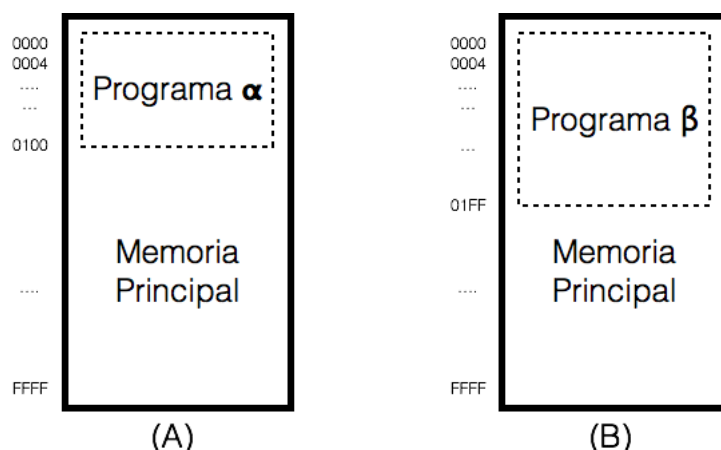 0000
0004
....
...
0100
....
FFFF
Programa α
Memoria
Principal
(A)
0000
0004
....
...
...
01FF
....
FFFF
Programa β
Memoria
Principal
(B)